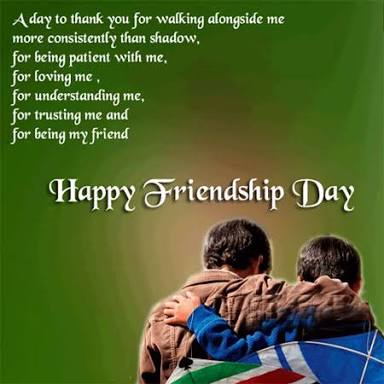 A day to thank you for walking alongside me
more consistently than shadow,
for being patient with me,
for loving me ,
for understanding me,
for trusting me and
for being my friend
Happy Friendship Day